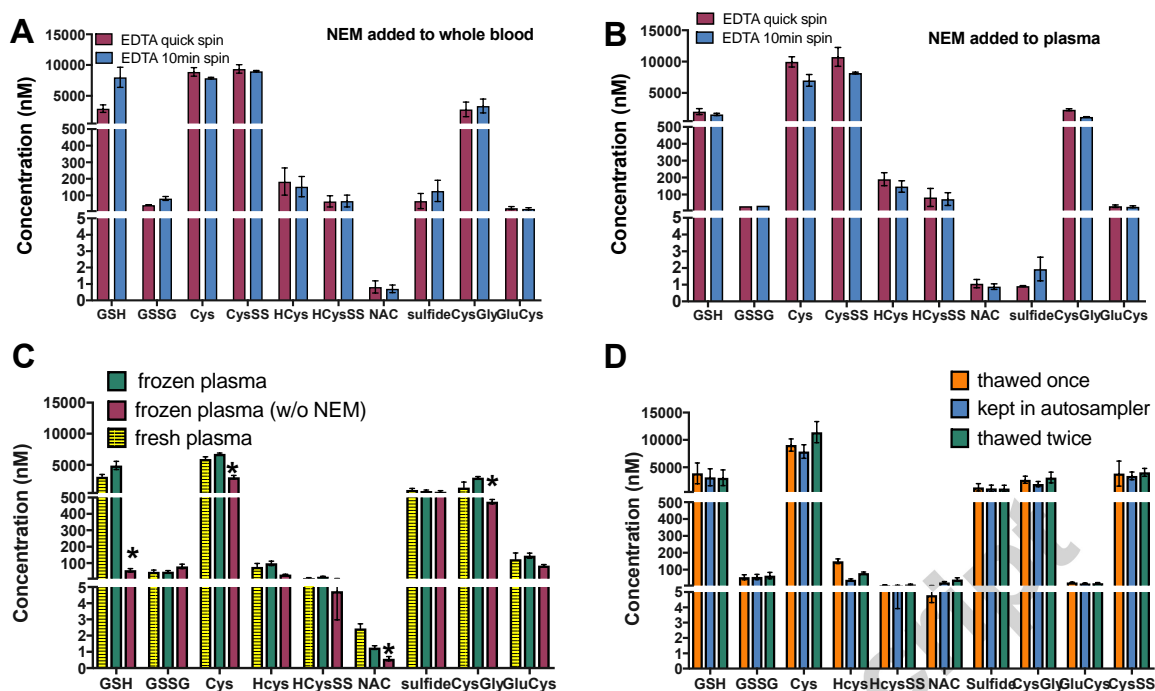 A
EDTA quick spin
EDTA 10min spin
NEM added to whole blood
Concentration (nM)
15000
10000
5000
500
400
300
200
100
5
4
3
2
1
0
GSH GSSG Cys CysSS HCys HCysSS NAC sulfide CysGly GluCys
B
EDTA quick spin
EDTA 10min spin
NEM added to plasma
Concentration (nM)
15000
10000
5000
500
400
300
200
100
5
4
3
2
1
0
GSH GSSG Cys CysSS HCys HCysSS NAC sulfide CysGly GluCys
C
frozen plasma
frozen plasma (w/o NEM)
fresh plasma
Concentration (nM)
15000
10000
5000
500
400
300
200
100
5
4
3
2
1
0
* * * *
GSH GSSG Cys Hcys HCysSS NAC sulfide CysGly GluCys
D
thawed once
kept in autosampler
thawed twice
Concentration (nM)
15000
10000
5000
500
400
300
200
100
5
4
3
2
1
0
GSH GSSG Cys Hcys HcysSS NAC Sulfide CysGly GluCys CysSS